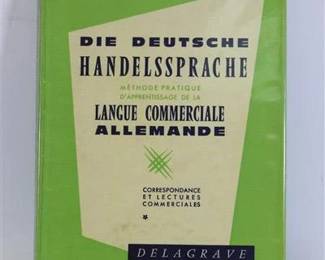 DIE DEUTSCHE
HANDELSSPRACHE
MÉTHODE PRATIQUE
D'APPRENTISSAGE DE LA
LANGUE COMMERCIALE
ALLEMANDE
CORRESPONDANCE
ET LECTURES
COMMERCIALES
*
DELAGRAVE